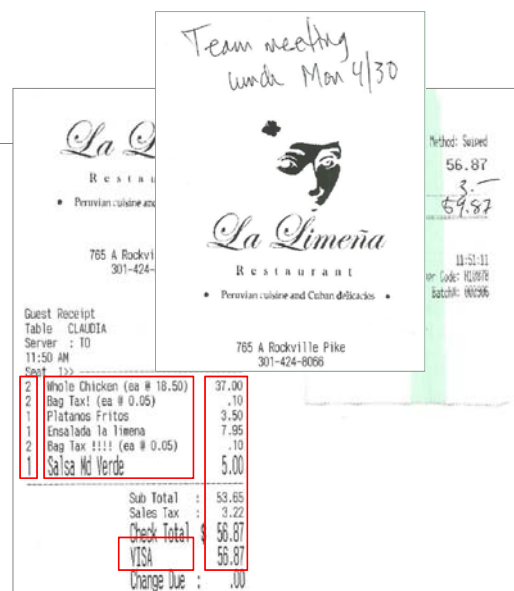 Team meeting
lunch Mon 4/30
La Limeña
Restaurant
• Peruvian cuisine and Cuban delicacies •
765 A Rockville Pike
301-424-8066
La
Restau
• Peruvian cuisine and
765 A Rockvi
301-424-
Guest Receipt
Table CLAUDIA
Server : TO
11:50 AM
Seat 1>>
2 Whole Chicken (ea @ 18.50) 37.00
2 Bag Tax! (ea @ 0.05) .10
1 Platanos Fritos 3.50
1 Ensalada la limena 7.95
2 Bag Tax !!!! (ea @ 0.05) .10
1 Salsa Md Verde 5.00
Sub Total : 53.65
Sales Tax : 3.22
Check Total $ 56.87
VISA 56.87
Change Due : .00
Method: Swiped
56.87
3.—
59.87
11:51:11
Code:
Batch#: